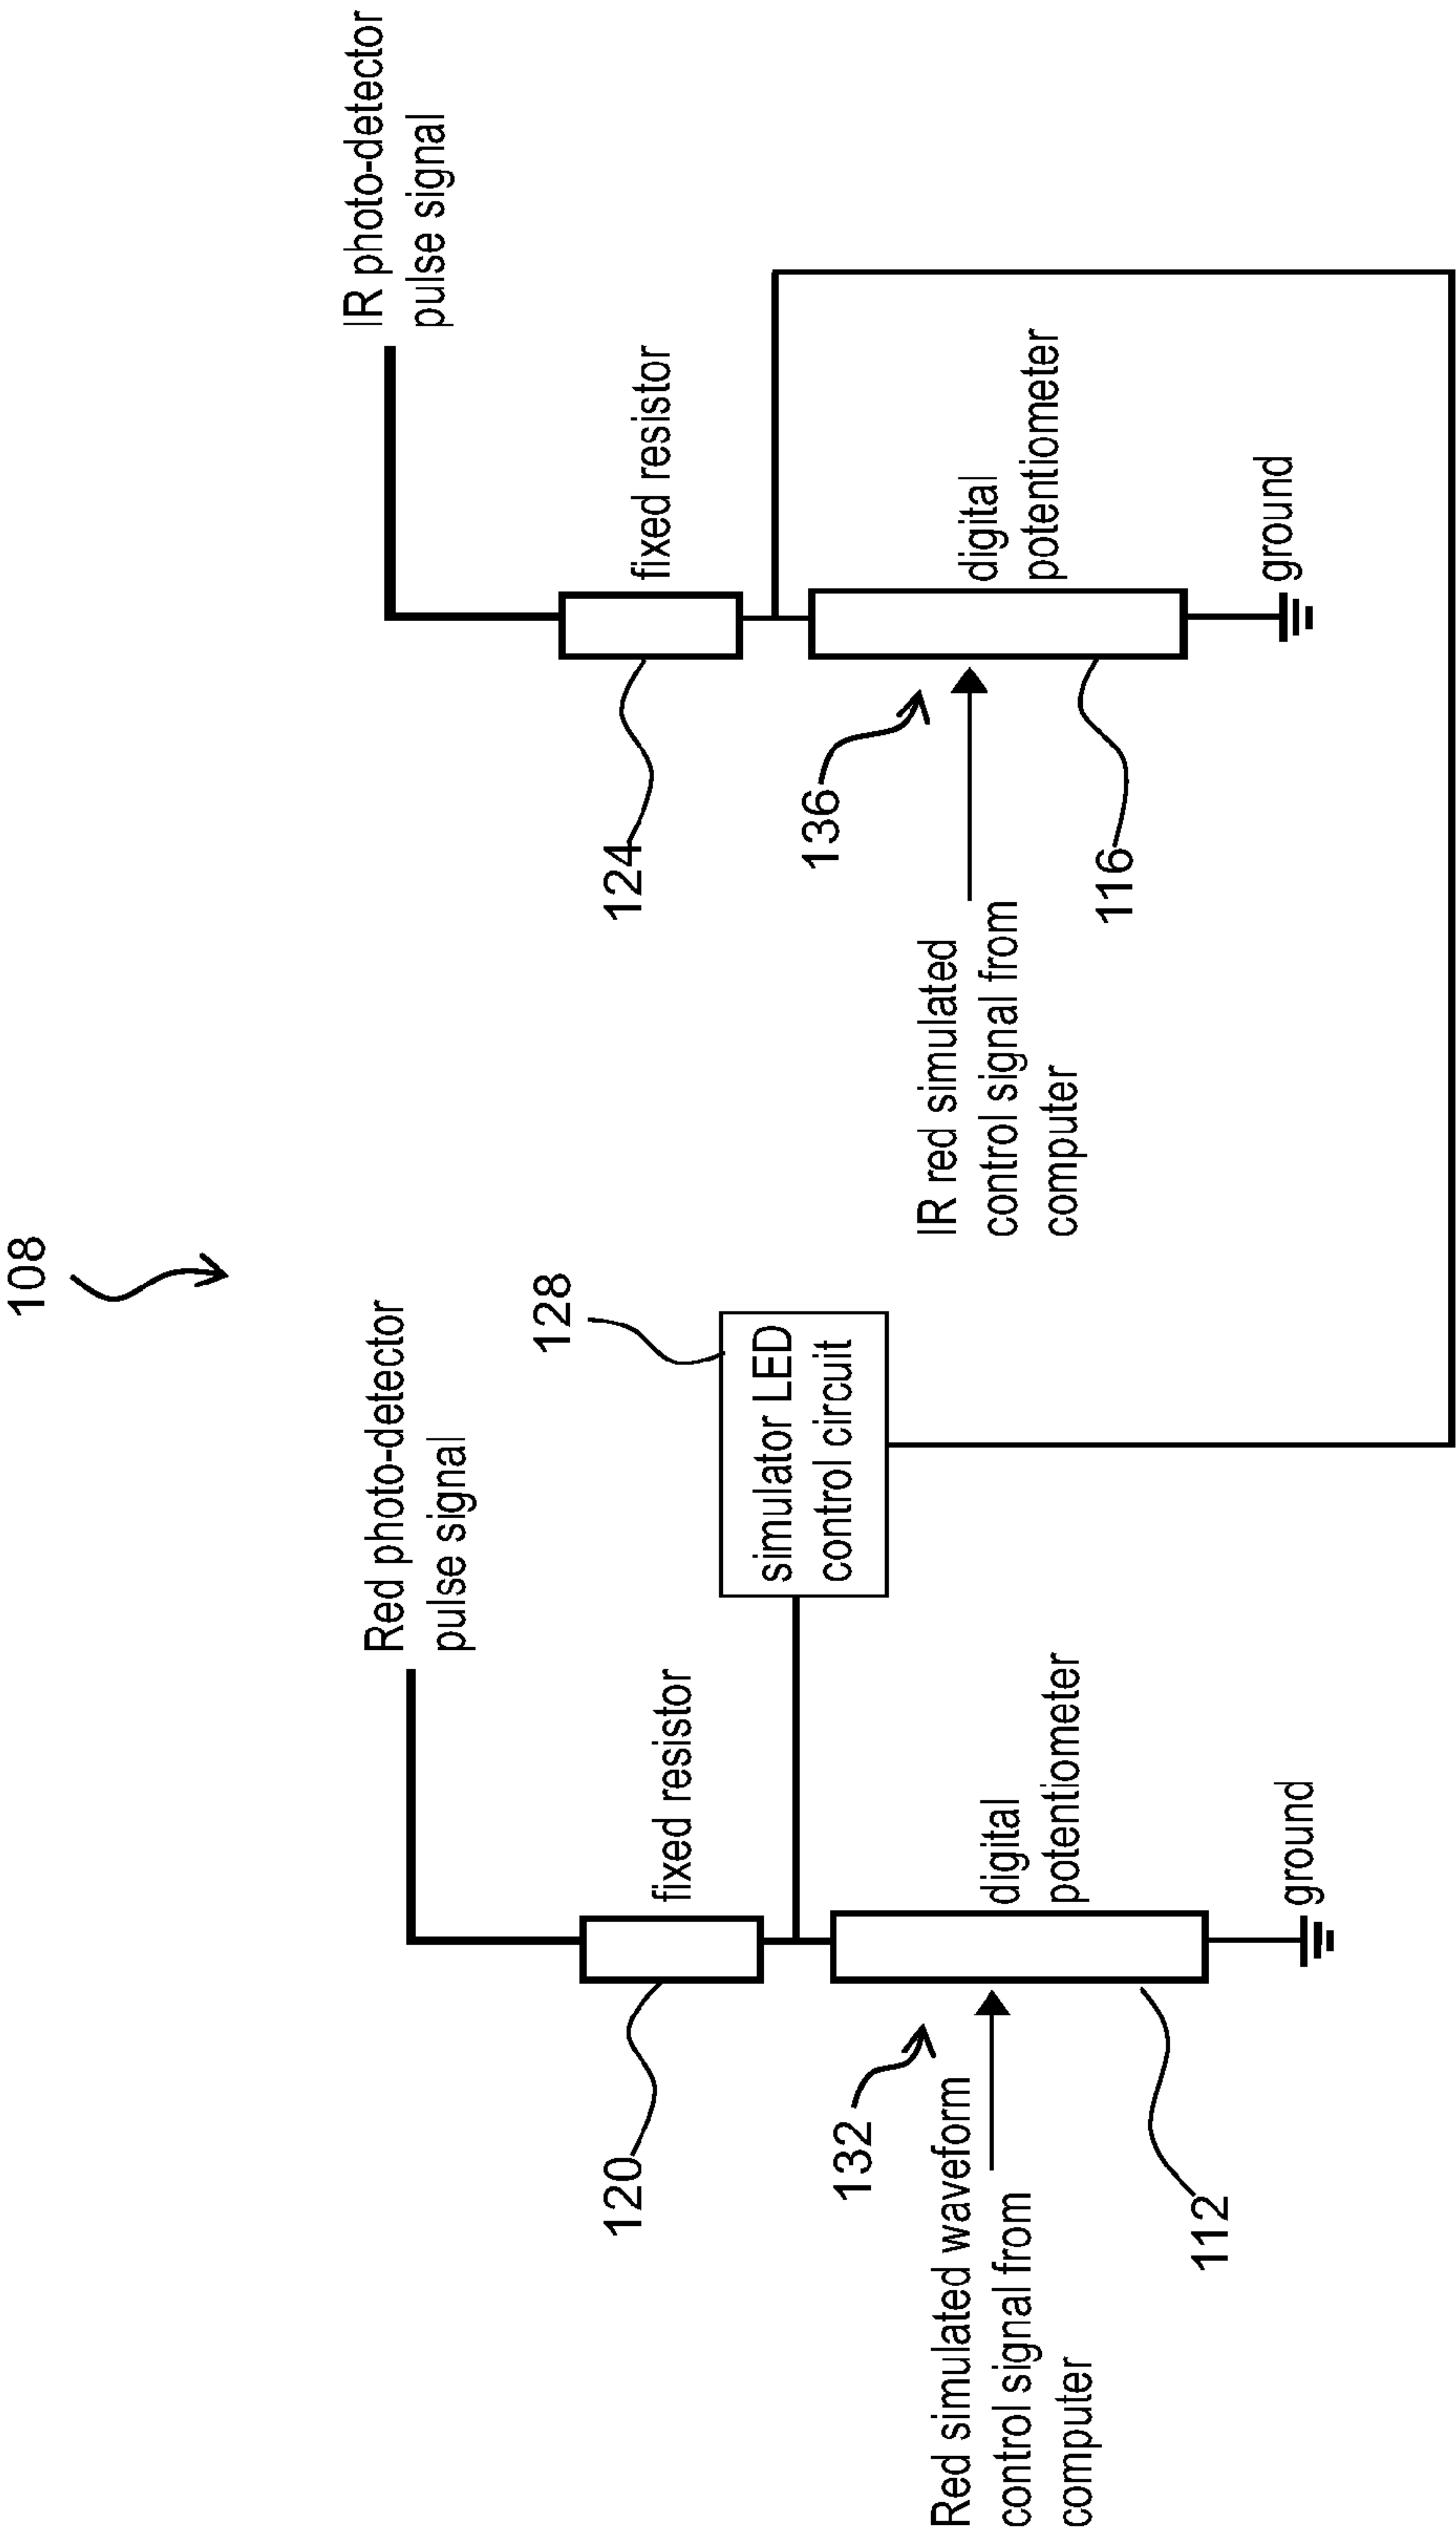 108
Red photo-detector
pulse signal
IR photo-detector
pulse signal
120
fixed resistor
128
simulator LED
control circuit
124
fixed resistor
132
Red simulated waveform
control signal from
computer
digital
potentiometer
112
ground
136
IR red simulated
control signal from
computer
digital
potentiometer
116
ground